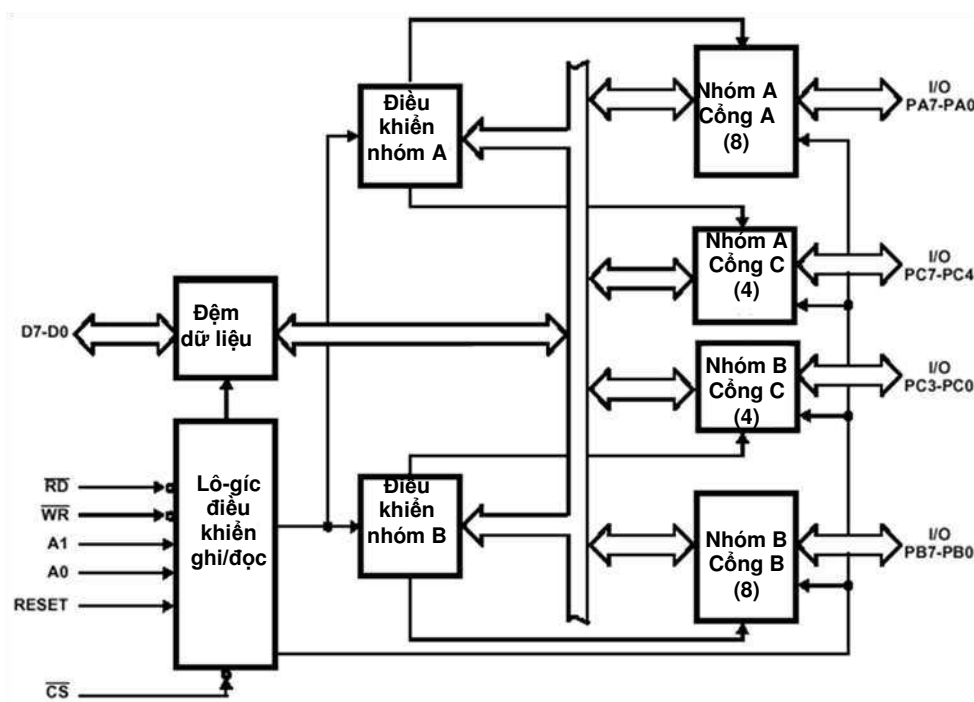 Điều
khiển
nhóm A
Nhóm A
Cổng A
(8)
I/O
PA7-PA0
Nhóm A
Cổng C
(4)
I/O
PC7-PC4
D7-D0
Đệm
dữ liệu
Nhóm B
Cổng C
(4)
I/O
PC3-PC0
RD
WR
A1
A0
RESET
CS
Lô-gíc
điều
khiển
ghi/đọc
Điều
khiển
nhóm B
Nhóm B
Cổng B
(8)
I/O
PB7-PB0